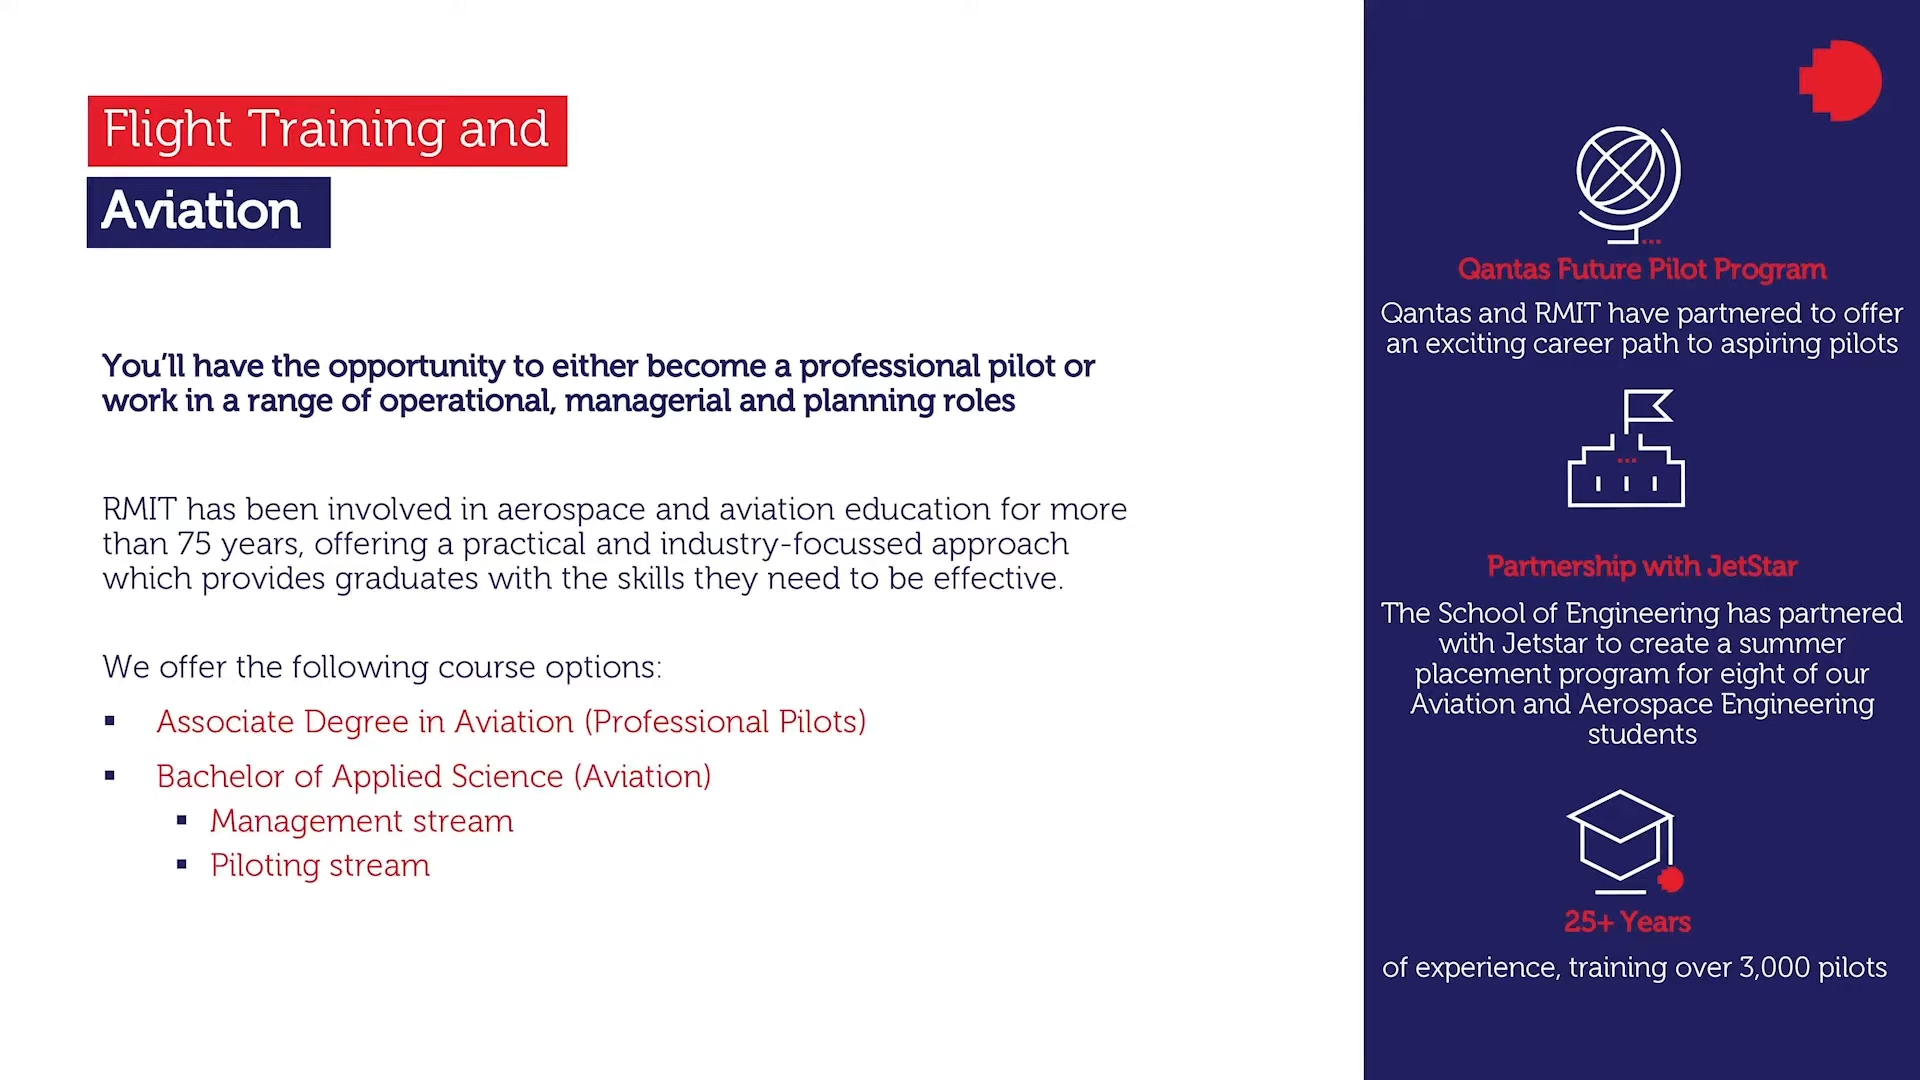 Flight Training and
Aviation
You’ll have the opportunity to either become a professional pilot or
work in a range of operational, managerial and planning roles
RMIT has been involved in aerospace and aviation education for more
than 75 years, offering a practical and industry-focussed approach
which provides graduates with the skills they need to be effective.
We offer the following course options:
▪ Associate Degree in Aviation (Professional Pilots)
▪ Bachelor of Applied Science (Aviation)
▪ Management stream
▪ Piloting stream
Qantas Future Pilot Program
Qantas and RMIT have partnered to offer
an exciting career path to aspiring pilots
Partnership with JetStar
The School of Engineering has partnered
with Jetstar to create a summer
placement program for eight of our
Aviation and Aerospace Engineering
students
25+ Years
of experience, training over 3,000 pilots